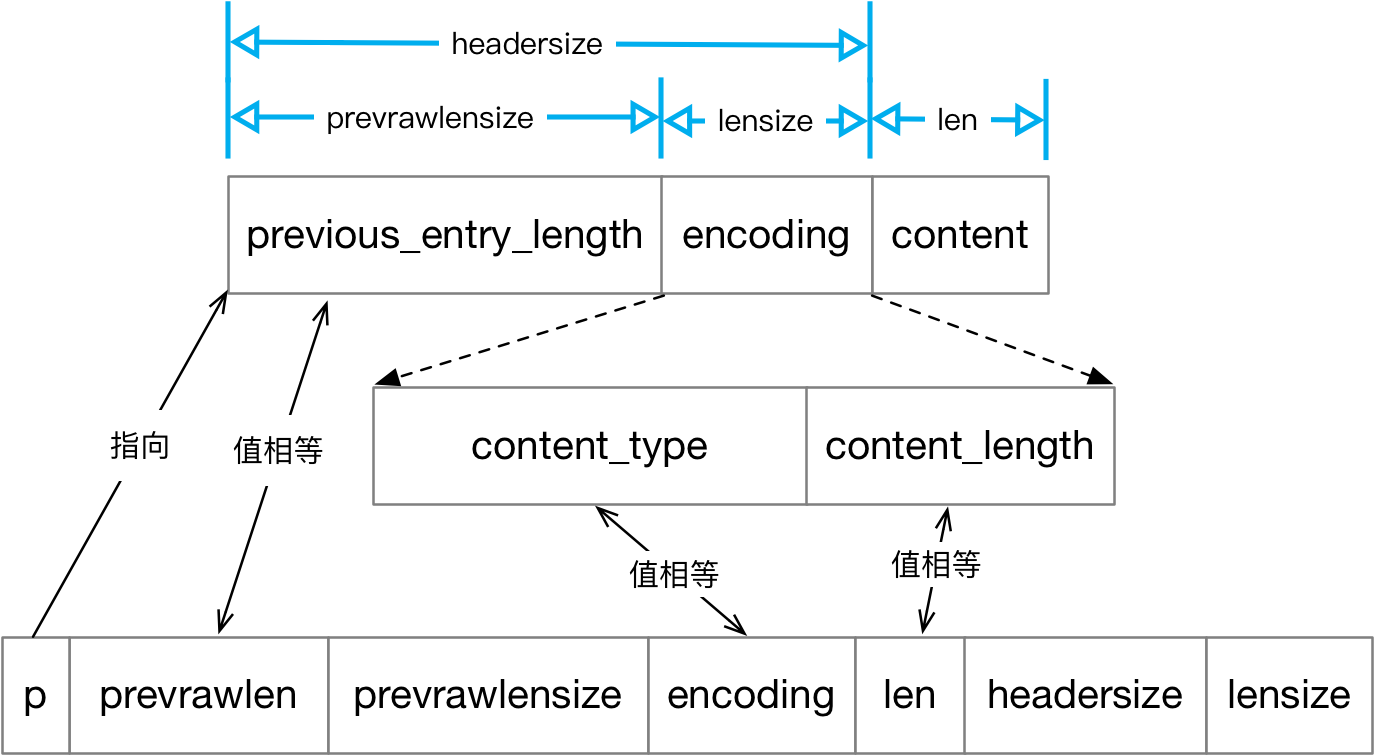 headersize
prevrawlensize lensize len
previous_entry_length encoding content
指向 值相等 content_type content_length
值相等 值相等
p prevrawlen prevrawlensize encoding len headersize lensize